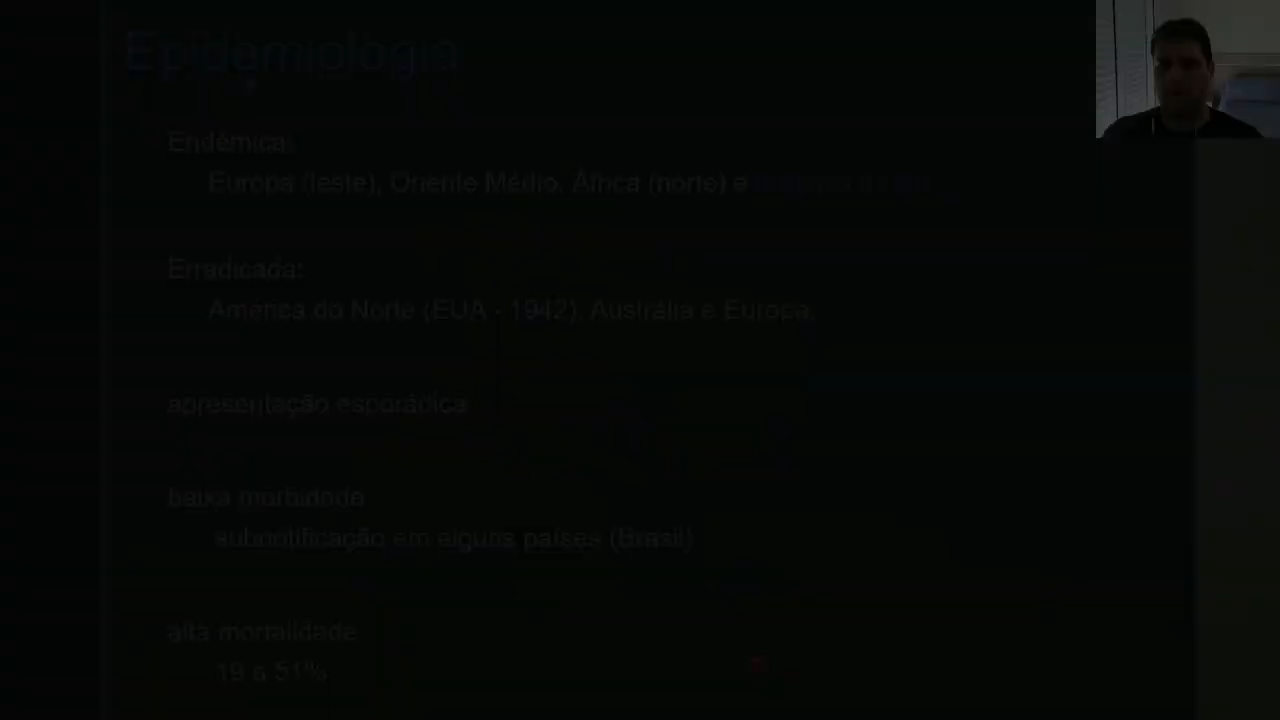 Epidemiologia
Endêmica:
Europa (leste), Oriente Médio, África (norte) e
Erradicada:
América do Norte (EUA - 1942), Austrália e Europa.
apresentação esporádica
baixa morbidade
subnotificação em alguns países (Brasil)
alta mortalidade
19 a 51%